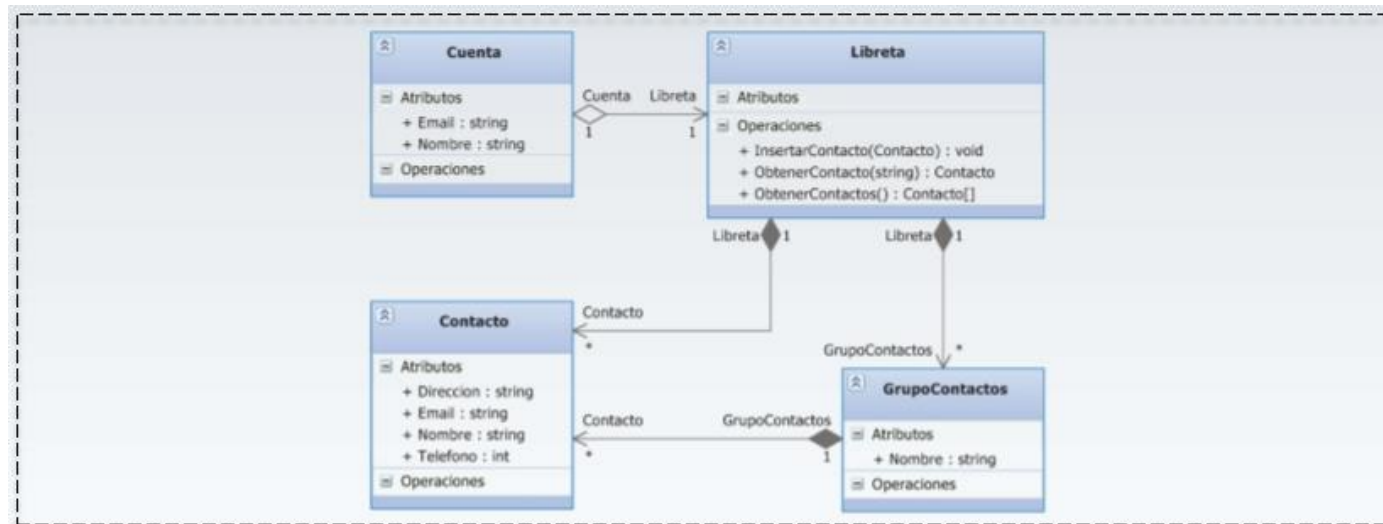 Cuenta
Atributos
+ Email : string
+ Nombre : string
Operaciones
Cuenta Libreta
1 1
Libreta
Atributos
Operaciones
+ InsertarContacto(Contacto) : void
+ ObtenerContacto(string) : Contacto
+ ObtenerContactos() : Contacto[]
Libreta 1
Libreta 1
Contacto
*
GrupoContactos *
Contacto
Atributos
+ Direccion : string
+ Email : string
+ Nombre : string
+ Telefono : int
Operaciones
Contacto GrupoContactos
* 1
GrupoContactos
Atributos
+ Nombre : string
Operaciones